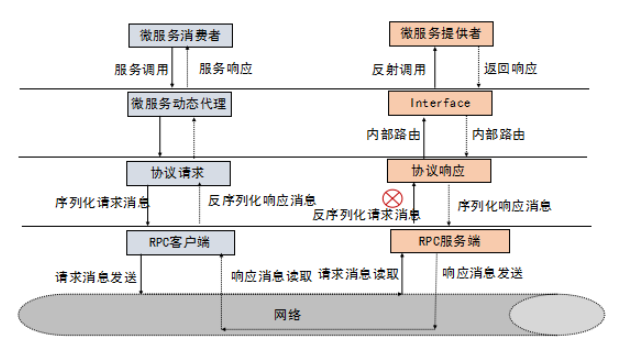 微服务消费者
微服务提供者
服务调用
服务响应
反射调用
返回响应
微服务动态代理
Interface
内部路由
内部路由
协议请求
协议响应
序列化请求消息
反序列化响应消息
反序列化请求消息
序列化响应消息
RPC客户端
RPC服务端
请求消息发送
响应消息读取
请求消息读取
响应消息发送
网络